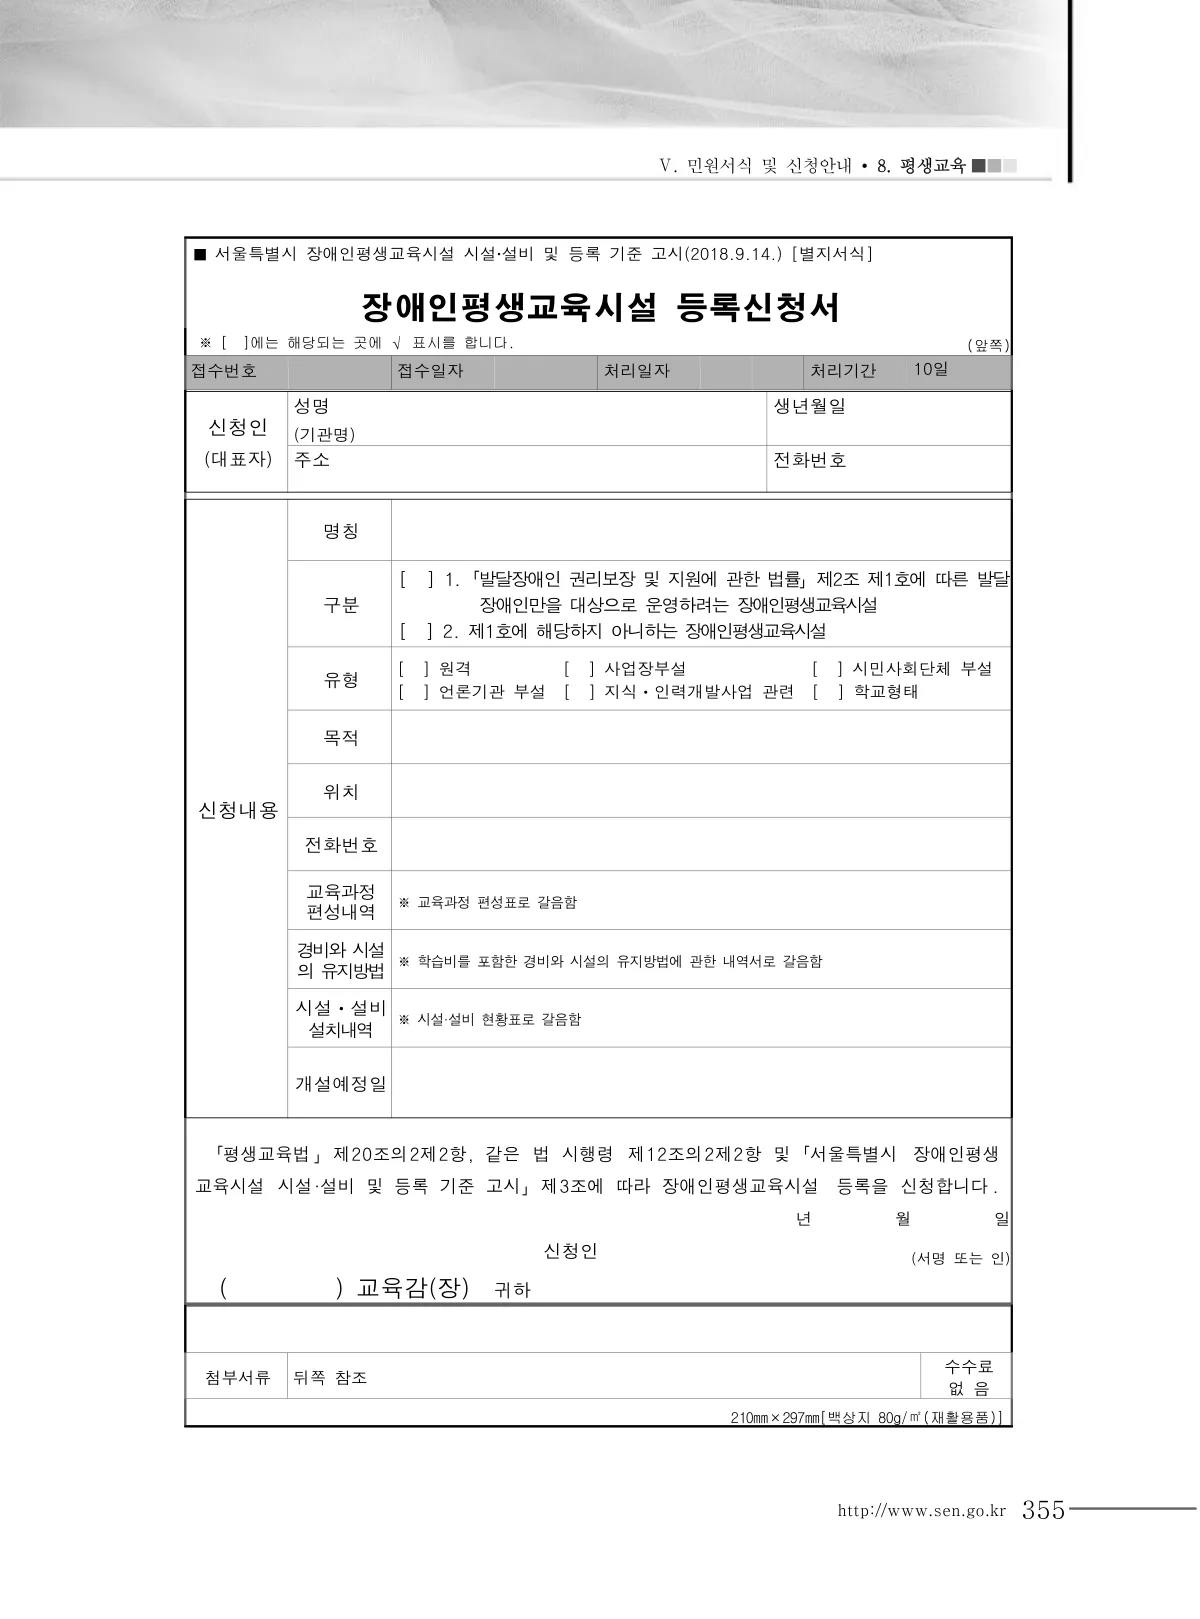 Ⅴ. 민원서식 및 신청안내 • 8. 평생교육
■ 서울특별시 장애인평생교육시설 시설·설비 및 등록 기준 고시(2018.9.14.) [별지서식]
장애인평생교육시설 등록신청서
※ [ ]에는 해당되는 곳에 √ 표시를 합니다.
(앞쪽)
접수번호 접수일자 처리일자 처리기간 10일
신청인
(대표자)
성명
(기관명)
생년월일
주소
전화번호
신청내용
명칭
구분
[ ] 1.「발달장애인 권리보장 및 지원에 관한 법률」제2조 제1호에 따른 발달
장애인만을 대상으로 운영하려는 장애인평생교육시설
[ ] 2. 제1호에 해당하지 아니하는 장애인평생교육시설
유형
[ ] 원격 [ ] 사업장부설 [ ] 시민사회단체 부설
[ ] 언론기관 부설 [ ] 지식·인력개발사업 관련 [ ] 학교형태
목적
위치
전화번호
교육과정
편성내역
※ 교육과정 편성표로 갈음함
경비와 시설
의 유지방법
※ 학습비를 포함한 경비와 시설의 유지방법에 관한 내역서로 갈음함
시설·설비
설치내역
※ 시설·설비 현황표로 갈음함
개설예정일
「평생교육법」제20조의2제2항, 같은 법 시행령 제12조의2제2항 및「서울특별시 장애인평생
교육시설 시설·설비 및 등록 기준 고시」제3조에 따라 장애인평생교육시설 등록을 신청합니다.
년 월 일
신청인 (서명 또는 인)
( ) 교육감(장) 귀하
첨부서류
뒤쪽 참조
수수료
없 음
210㎜×297㎜[백상지 80g/㎡(재활용품)]
http://www.sen.go.kr 355